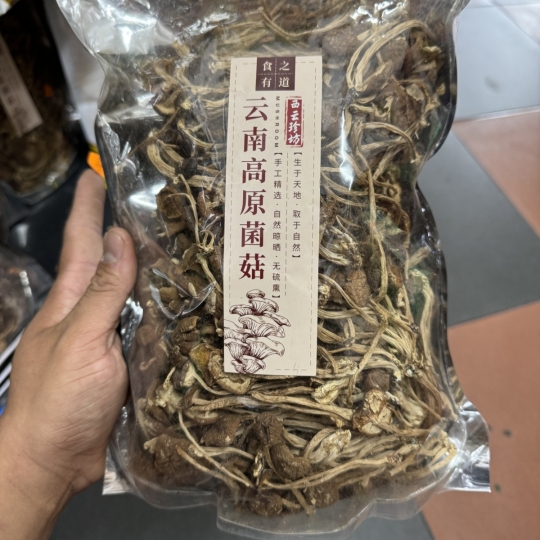 食之
有道
云南高原菌菇
MUSHROOM
西云珍坊
【生于天地·取于自然】
【手工精选·自然晾晒·无硫熏】